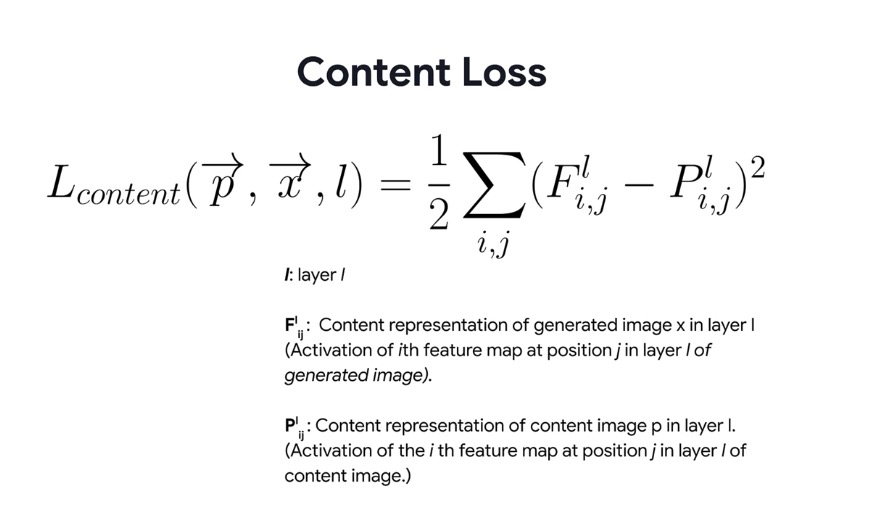 Content Loss
L_{content}(\overrightarrow{p}, \overrightarrow{x}, l) = \frac{1}{2} \sum_{i,j} (F^l_{i,j} − P^l_{i,j})^2
l: layer l
F^l_{ij}: Content representation of generated image x in layer l
(Activation of ith feature map at position j in layer l of
generated image).
P^l_{ij}: Content representation of content image p in layer l.
(Activation of the i th feature map at position j in layer l of
content image.)